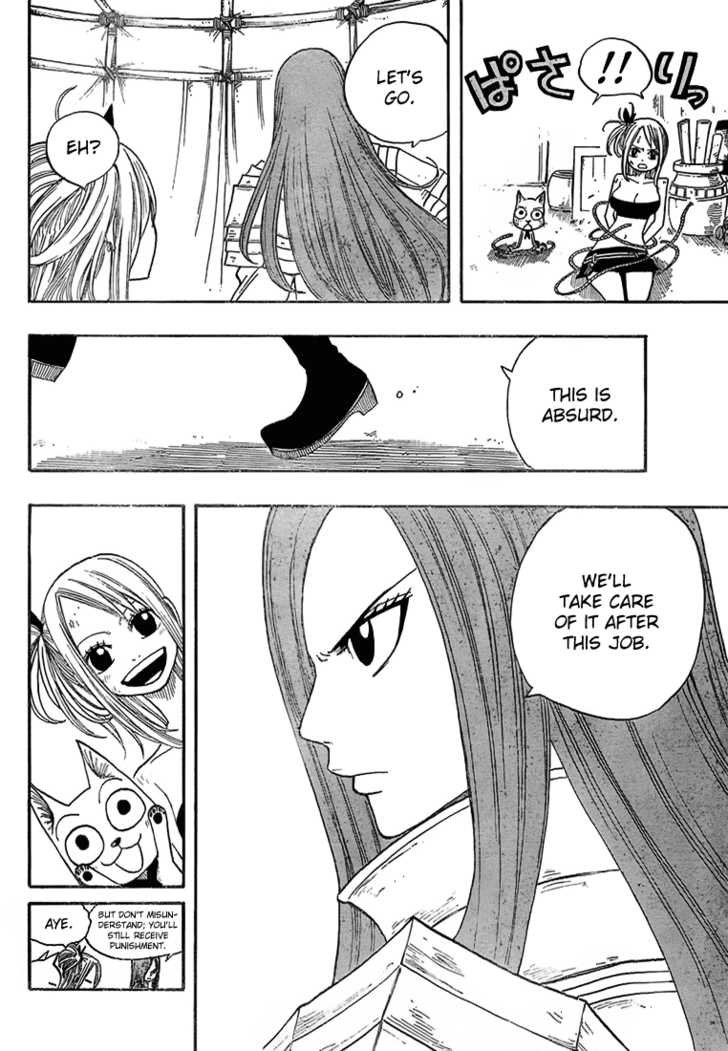 !!
ぱさりっ
LET'S
GO.
EH?
THIS IS
ABSURD.
WE'LL
TAKE CARE
OF IT AFTER
THIS JOB.
BUT DON'T MISUN-
DERSTAND; YOU'LL
STILL RECEIVE
PUNISHMENT.
AYE.